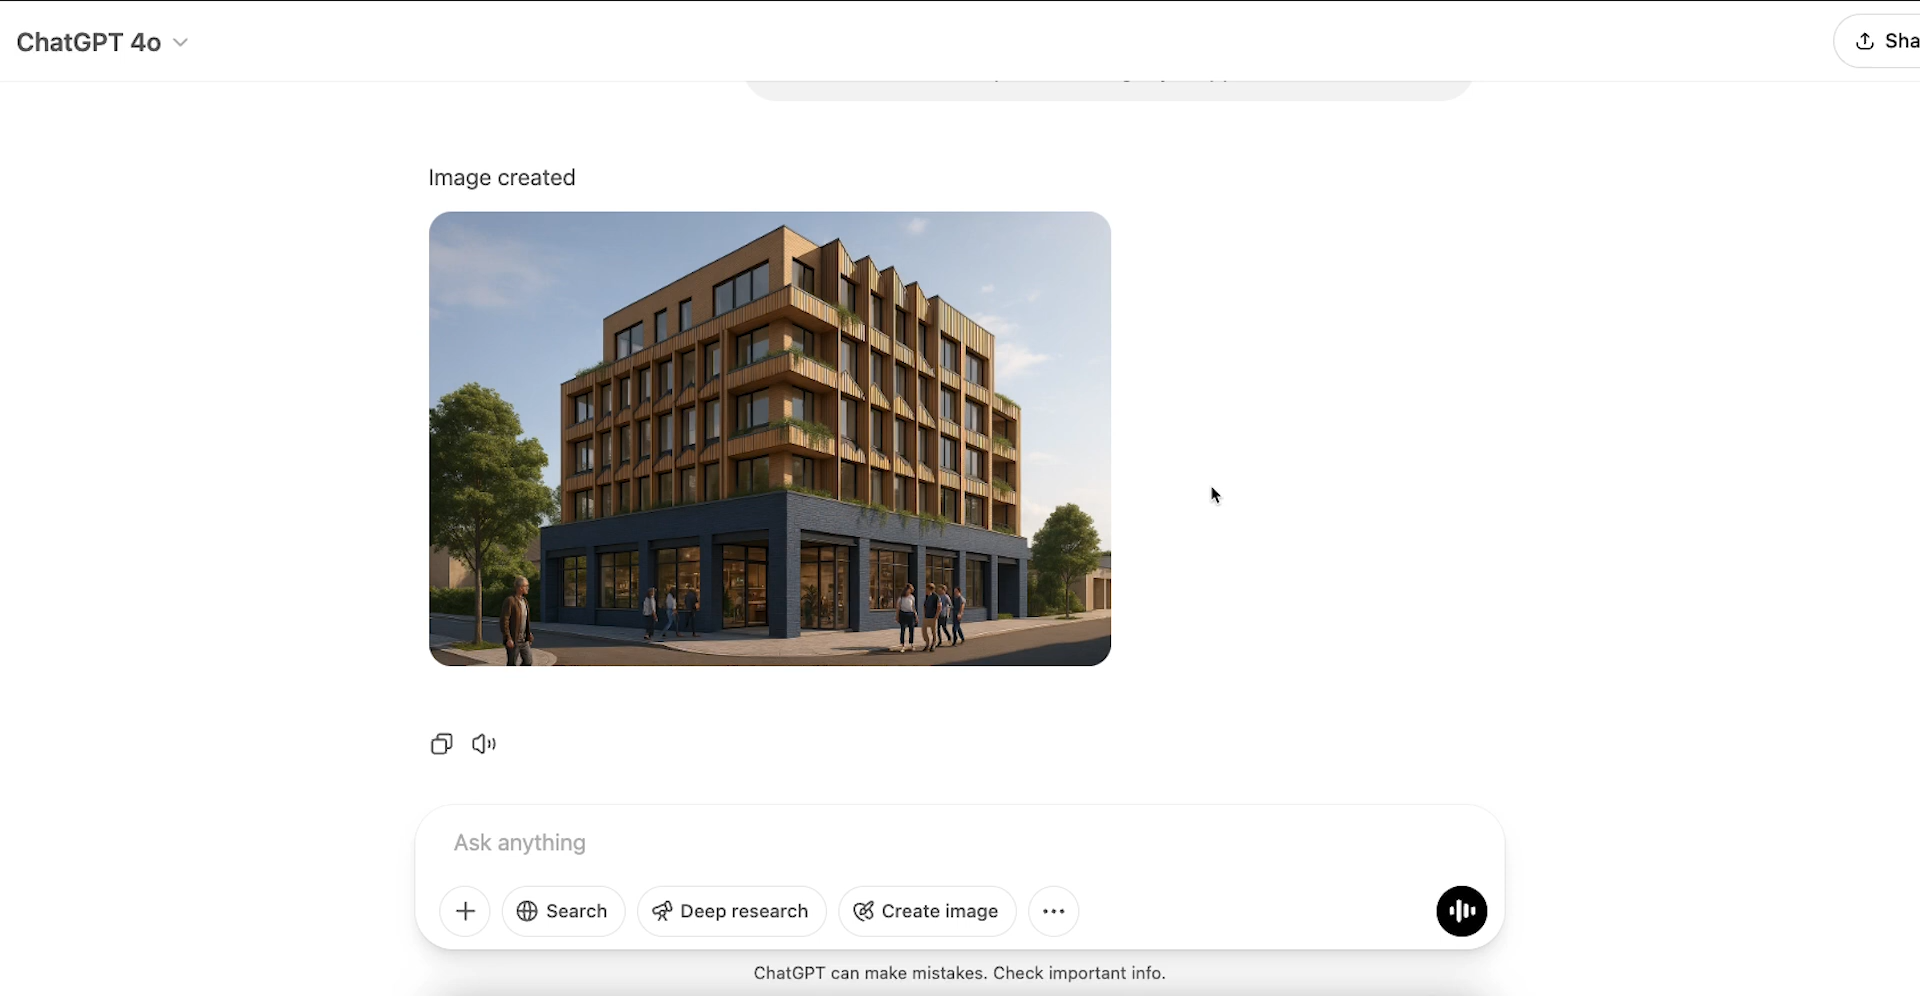 ChatGPT 4o
Sha
Image created
Ask anything
Search
Deep research
Create image
ChatGPT can make mistakes. Check important info.